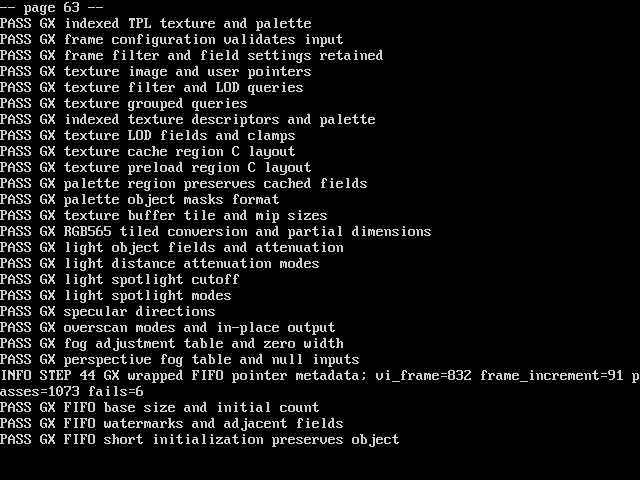 -- page 63 --
PASS GX indexed TPL texture and palette
PASS GX frame configuration validates input
PASS GX frame filter and field settings retained
PASS GX texture image and user pointers
PASS GX texture filter and LOD queries
PASS GX texture grouped queries
PASS GX indexed texture descriptors and palette
PASS GX texture LOD fields and clamps
PASS GX texture cache region C layout
PASS GX texture preload region C layout
PASS GX palette region preserves cached fields
PASS GX palette object masks format
PASS GX texture buffer tile and mip sizes
PASS GX RGB565 tiled conversion and partial dimensions
PASS GX light object fields and attenuation
PASS GX light distance attenuation modes
PASS GX light spotlight cutoff
PASS GX light spotlight modes
PASS GX specular directions
PASS GX overscan modes and in-place output
PASS GX fog adjustment table and zero width
PASS GX perspective fog table and null inputs
INFO STEP 44 GX wrapped FIFO pointer metadata; vi_frame=832 frame_increment=91 p
asses=1073 fails=6
PASS GX FIFO base size and initial count
PASS GX FIFO watermarks and adjacent fields
PASS GX FIFO short initialization preserves object